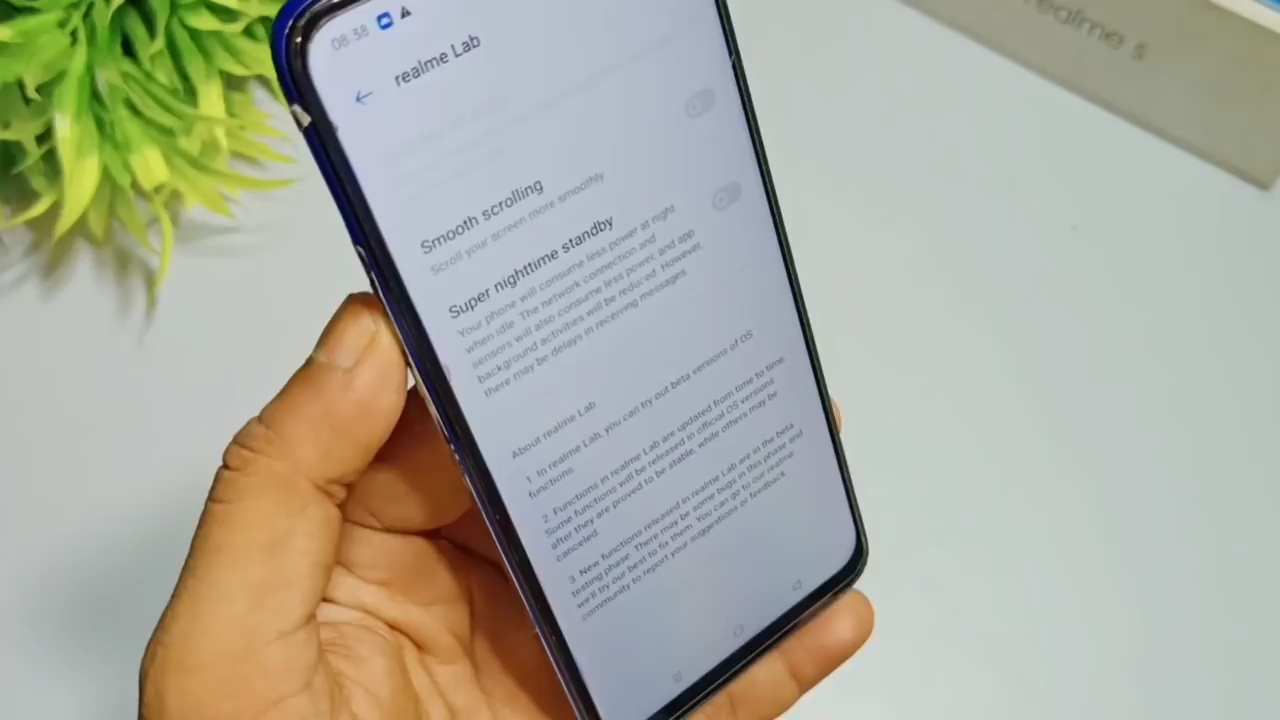 08:38
realme Lab
Smooth scrolling
Scroll your screen more smoothly
Super nighttime standby
Your phone will consume less power at night
when idle. The network connection and
sensors will also consume less power, and app
background activities will be reduced. However,
there may be delays in receiving messages
About realme Lab
1. In realme Lab, you can try out beta versions of OS
functions.
2. Functions in realme Lab are updated from time to time.
Some functions will be released in official OS versions
after they are proved to be stable, while others may be
canceled.
3. New functions released in realme Lab are in the beta
testing phase. There may be some bugs in this phase and
we'll try our best to fix them. You can go to our realme
community to report your suggestions or feedback.
realme 5